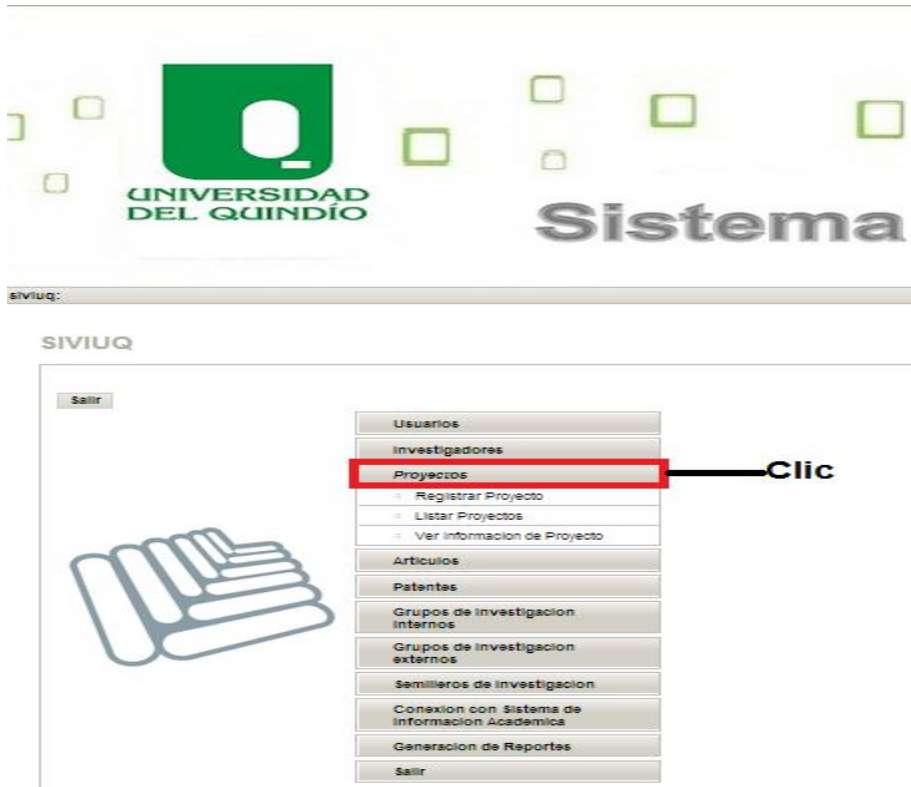 UNIVERSIDAD
DEL QUINDÍO
Sistema
siviuq:
SIVIUQ
Salir
Usuarios
Investigadores
Proyectos
Clic
Registrar Proyecto
Listar Proyectos
Ver Informacion de Proyecto
Articulos
Patentes
Grupos de Investigacion
Internos
Grupos de Investigacion
externos
Semilleros de Investigacion
Conexion con Sistema de
Informacion Academica
Generacion de Reportes
Salir